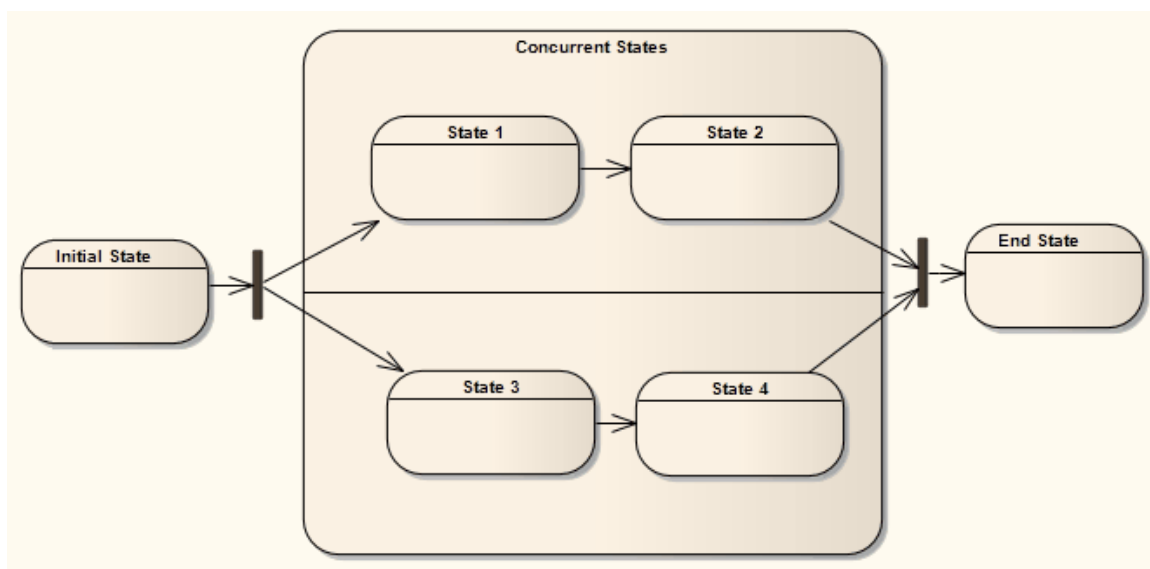 Concurrent States
State 1
State 2
Initial State
End State
State 3
State 4